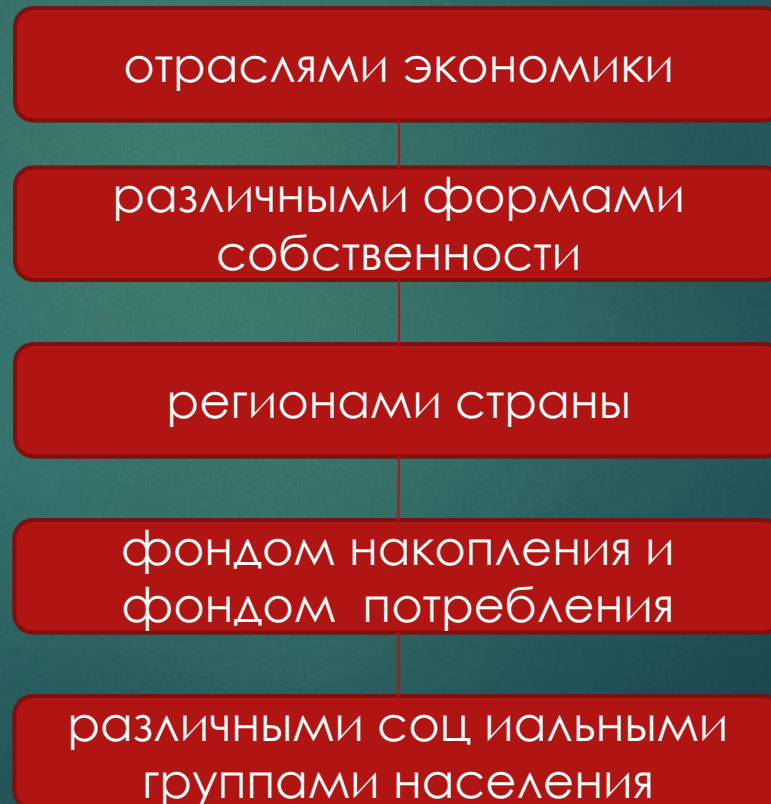 отраслями экономики
различными формами
собственности
регионами страны
фондом накопления и
фондом  потребления
различными соц иальными
группами населения